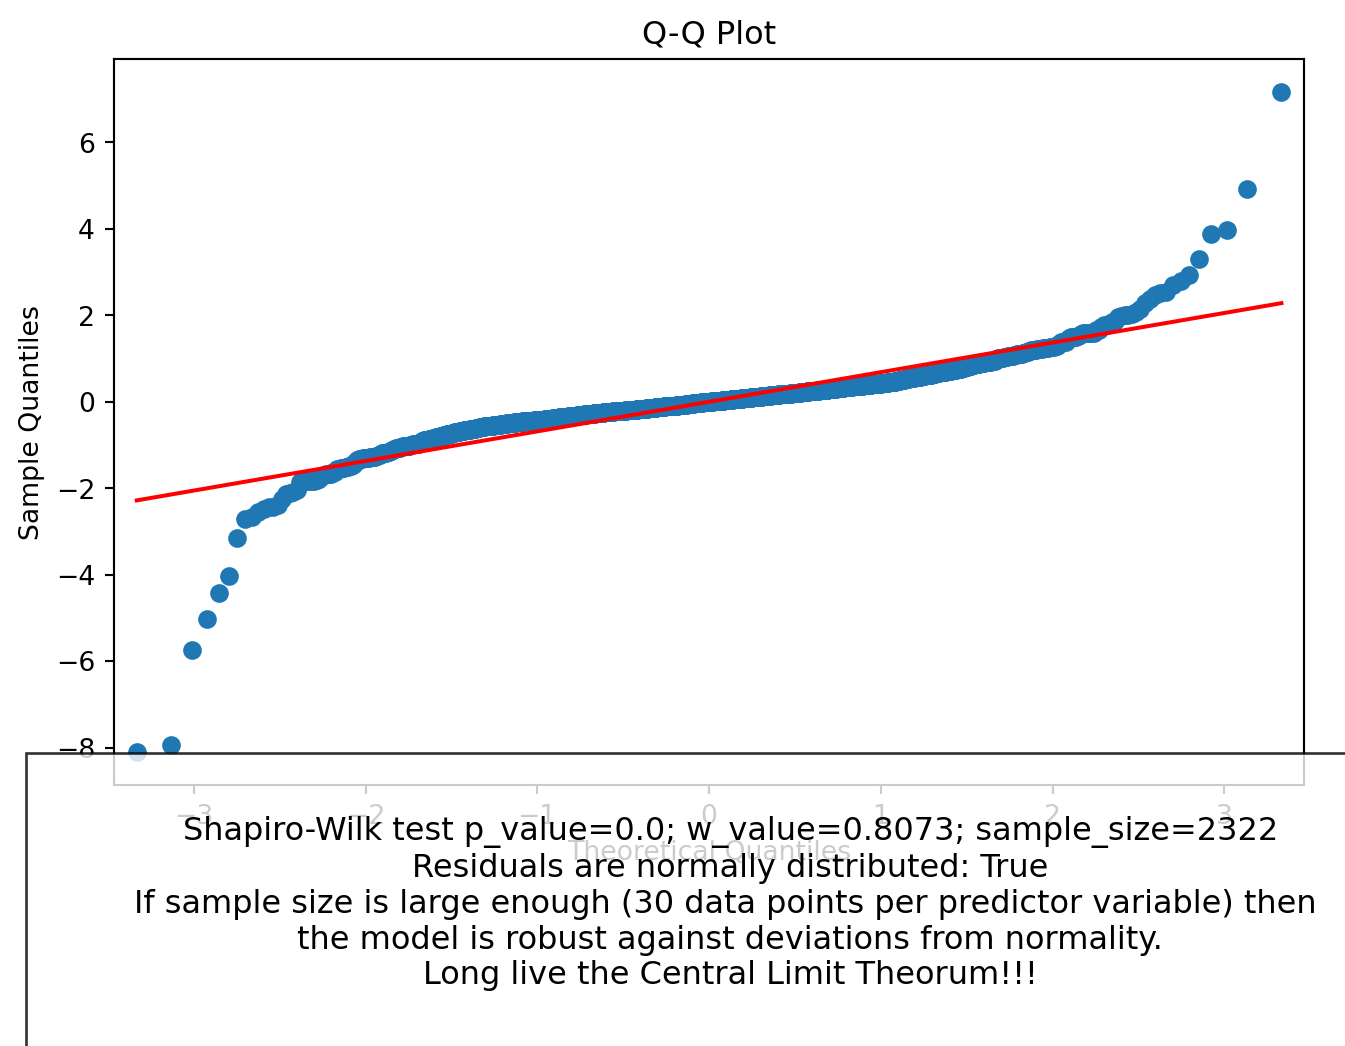 Q-Q Plot
6
4
2
0
−2
−4
−6
−8
Sample Quantiles
−3 −2 −1 0 1 2 3
Theoretical Quantiles
Shapiro-Wilk test p_value=0.0; w_value=0.8073; sample_size=2322
Residuals are normally distributed: True
If sample size is large enough (30 data points per predictor variable) then
the model is robust against deviations from normality.
Long live the Central Limit Theorum!!!